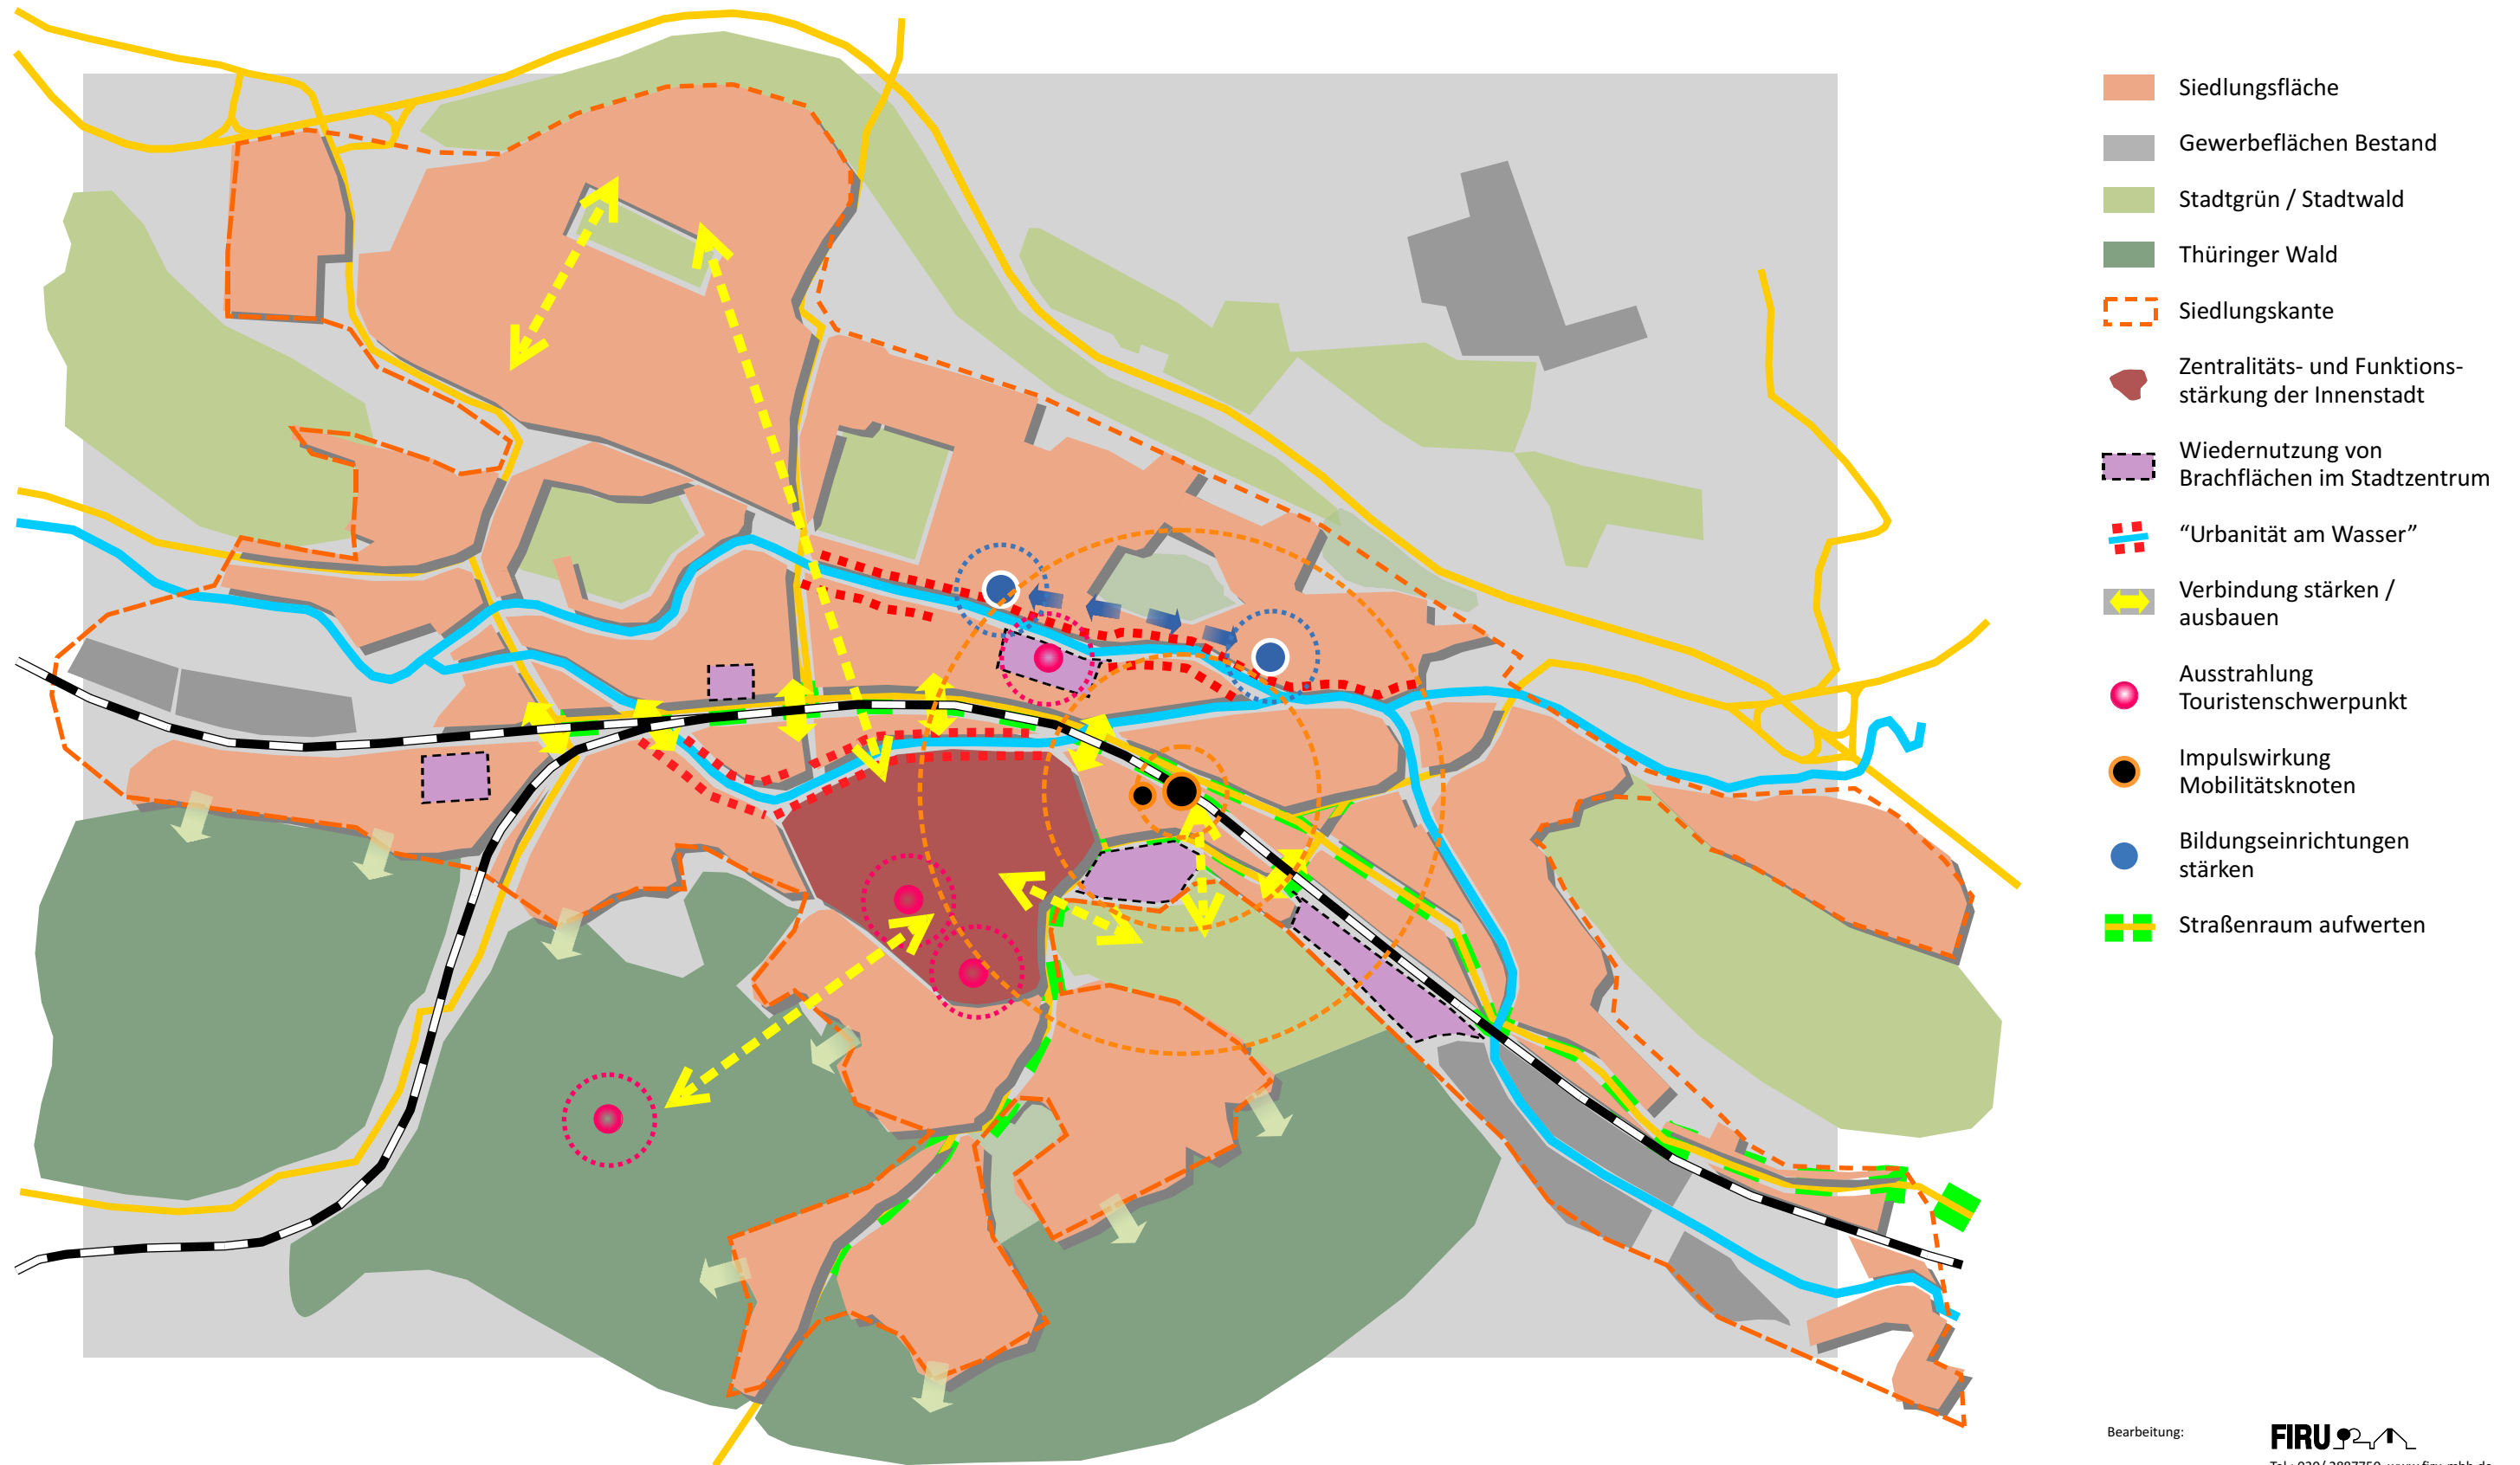 Siedlungsfläche
Gewerbeflächen Bestand
Stadtgrün / Stadtwald
Thüringer Wald
Siedlungskante
Zentralitäts- und Funktions-
stärkung der Innenstadt
Wiedernutzung von
Brachflächen im Stadtzentrum
“Urbanität am Wasser”
Verbindung stärken /
ausbauen
Ausstrahlung
Touristenschwerpunkt
Impulswirkung
Mobilitätsknoten
Bildungseinrichtungen
stärken
Straßenraum aufwerten
Bearbeitung:
FIRU